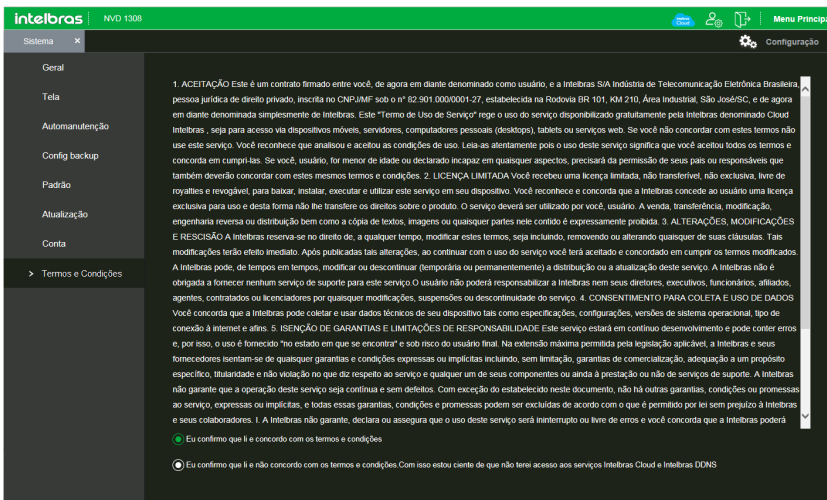 intelbras NVD 1308
Menu Principa
Sistema ×
Configuração
Geral
Tela
Automanutenção
Config backup
Padrão
Atualização
Conta
> Termos e Condições
1. ACEITAÇÃO Este é um contrato firmado entre você, de agora em diante denominado como usuário, e a Intelbras S/A Indústria de Telecomunicação Eletrônica Brasileira,
pessoa jurídica de direito privado, inscrita no CNPJ/MF sob o n° 82.901.000/0001-27, estabelecida na Rodovia BR 101, KM 210, Área Industrial, São José/SC, e de agora
em diante denominada simplesmente de Intelbras. Este "Termo de Uso de Serviço" rege o uso do serviço disponibilizado gratuitamente pela Intelbras denominado Cloud
Intelbras , seja para acesso via dispositivos móveis, servidores, computadores pessoais (desktops), tablets ou serviços web. Se você não concordar com estes termos não
use este serviço. Você reconhece que analisou e aceitou as condições de uso. Leia-as atentamente pois o uso deste serviço significa que você aceitou todos os termos e
concorda em cumpri-las. Se você, usuário, for menor de idade ou declarado incapaz em quaisquer aspectos, precisará da permissão de seus pais ou responsáveis que
também deverão concordar com estes mesmos termos e condições. 2. LICENÇA LIMITADA Você recebeu uma licença limitada, não transferível, não exclusiva, livre de
royalties e revogável, para baixar, instalar, executar e utilizar este serviço em seu dispositivo. Você reconhece e concorda que a Intelbras concede ao usuário uma licença
exclusiva para uso e desta forma não lhe transfere os direitos sobre o produto. O serviço deverá ser utilizado por você, usuário. A venda, transferência, modificação,
engenharia reversa ou distribuição bem como a cópia de textos, imagens ou quaisquer partes nele contido é expressamente proibida. 3. ALTERAÇÕES, MODIFICAÇÕES
E RESCISÃO A Intelbras reserva-se no direito de, a qualquer tempo, modificar estes termos, seja incluindo, removendo ou alterando quaisquer de suas cláusulas. Tais
modificações terão efeito imediato. Após publicadas tais alterações, ao continuar com o uso do serviço você terá aceitado e concordado em cumprir os termos modificados.
A Intelbras pode, de tempos em tempos, modificar ou descontinuar (temporária ou permanentemente) a distribuição ou a atualização deste serviço. A Intelbras não é
obrigada a fornecer nenhum serviço de suporte para este serviço.O usuário não poderá responsabilizar a Intelbras nem seus diretores, executivos, funcionários, afiliados,
agentes, contratados ou licenciadores por quaisquer modificações, suspensões ou descontinuidade do serviço. 4. CONSENTIMENTO PARA COLETA E USO DE DADOS
Você concorda que a Intelbras pode coletar e usar dados técnicos de seu dispositivo tais como especificações, configurações, versões de sistema operacional, tipo de
conexão à internet e afins. 5. ISENÇÃO DE GARANTIAS E LIMITAÇÕES DE RESPONSABILIDADE Este serviço estará em contínuo desenvolvimento e pode conter erros
e, por isso, o uso é fornecido "no estado em que se encontra" e sob risco do usuário final. Na extensão máxima permitida pela legislação aplicável, a Intelbras e seus
fornecedores isentam-se de quaisquer garantias e condições expressas ou implícitas incluindo, sem limitação, garantias de comercialização, adequação a um propósito
específico, titularidade e não violação no que diz respeito ao serviço e qualquer um de seus componentes ou ainda à prestação ou não de serviços de suporte. A Intelbras
não garante que a operação deste serviço seja contínua e sem defeitos. Com exceção do estabelecido neste documento, não há outras garantias, condições ou promessas
ao serviço, expressas ou implícitas, e todas essas garantias, condições e promessas podem ser excluídas de acordo com o que é permitido por lei sem prejuízo à Intelbras
e seus colaboradores. I. A Intelbras não garante, declara ou assegura que o uso deste serviço será ininterrupto ou livre de erros e você concorda que a Intelbras poderá
Eu confirmo que li e concordo com os termos e condições
Eu confirmo que li e não concordo com os termos e condições.Com isso estou ciente de que não terei acesso aos serviços Intelbras Cloud e Intelbras DDNS